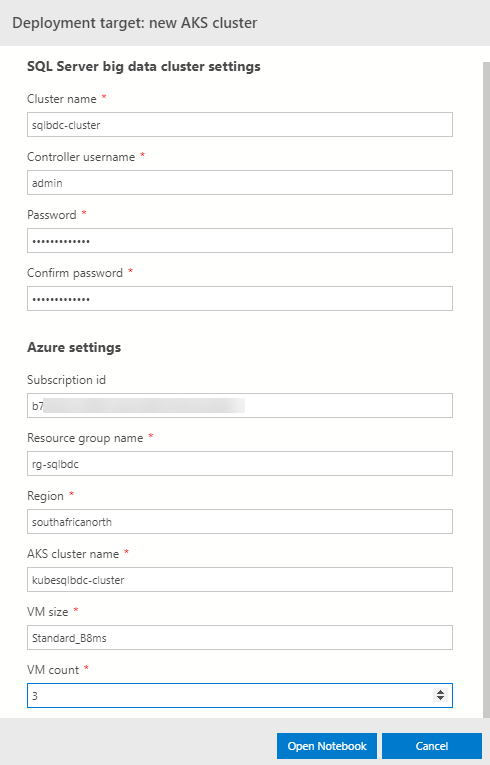 Deployment target: new AKS cluster
SQL Server big data cluster settings
Cluster name *
sqlbdc-cluster
Controller username *
admin
Password *
•••••••••••••
Confirm password *
•••••••••••••
Azure settings
Subscription id
b7
Resource group name *
rg-sqlbdc
Region *
southafricanorth
AKS cluster name *
kubesqlbdc-cluster
VM size *
Standard_B8ms
VM count *
3
Open Notebook Cancel